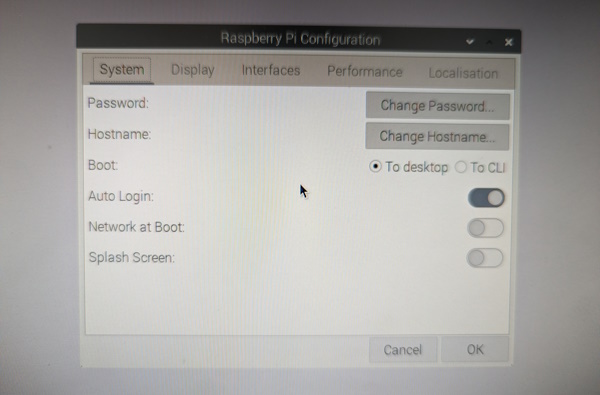 Raspberry Pi Configuration
System Display Interfaces Performance Localisation
Password: Change Password...
Hostname: Change Hostname...
Boot: To desktop To CLI
Auto Login:
Network at Boot:
Splash Screen:
Cancel OK